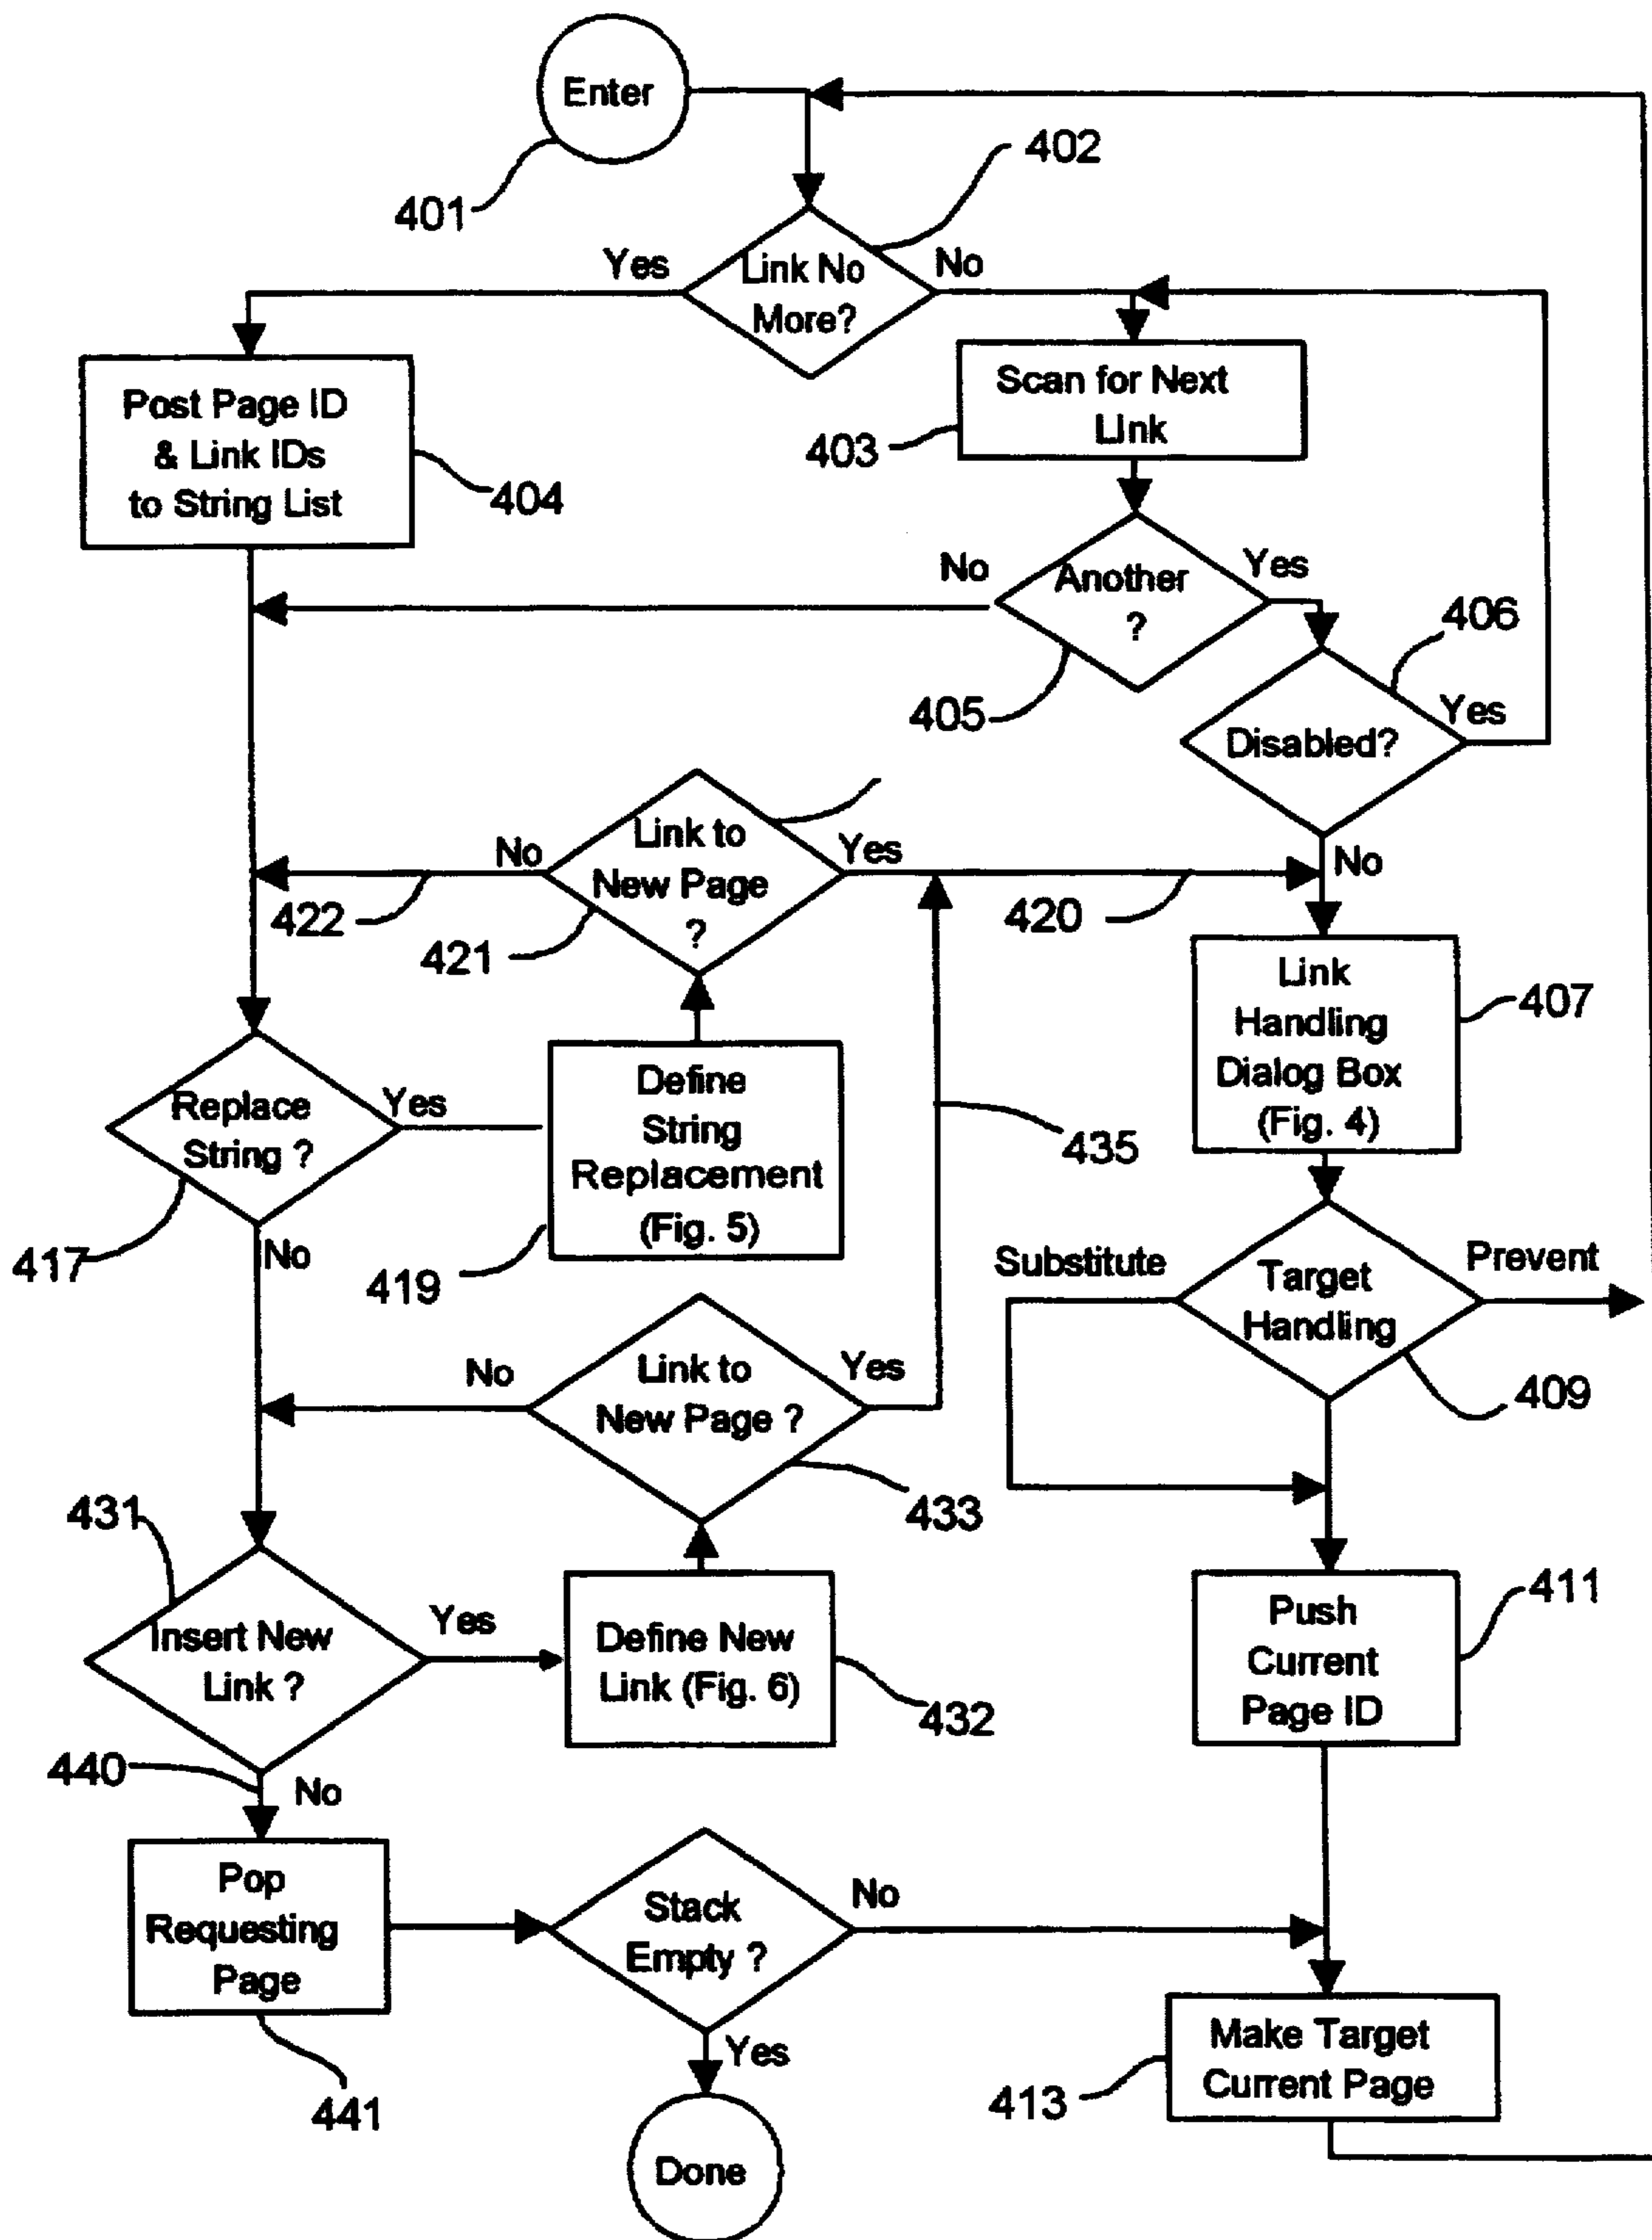 Enter
401
402
Yes
Link No
More?
No
Post Page ID
& Link IDs
to String List
404
Scan for Next
Link
403
No
Another
?
Yes
405
406
Disabled?
Yes
No
Link to
New Page
?
No
Yes
422
421
420
Link
Handling
Dialog Box
(Fig. 4)
407
Replace
String ?
Yes
417
No
Define
String
Replacement
(Fig. 5)
419
435
Substitute
Target
Handling
Prevent
409
No
Link to
New Page ?
Yes
433
431
Insert New
Link ?
Yes
Define New
Link (Fig. 6)
432
Push
Current
Page ID
411
440
No
Pop
Requesting
Page
441
Stack
Empty ?
No
Yes
Done
Make Target
Current Page
413